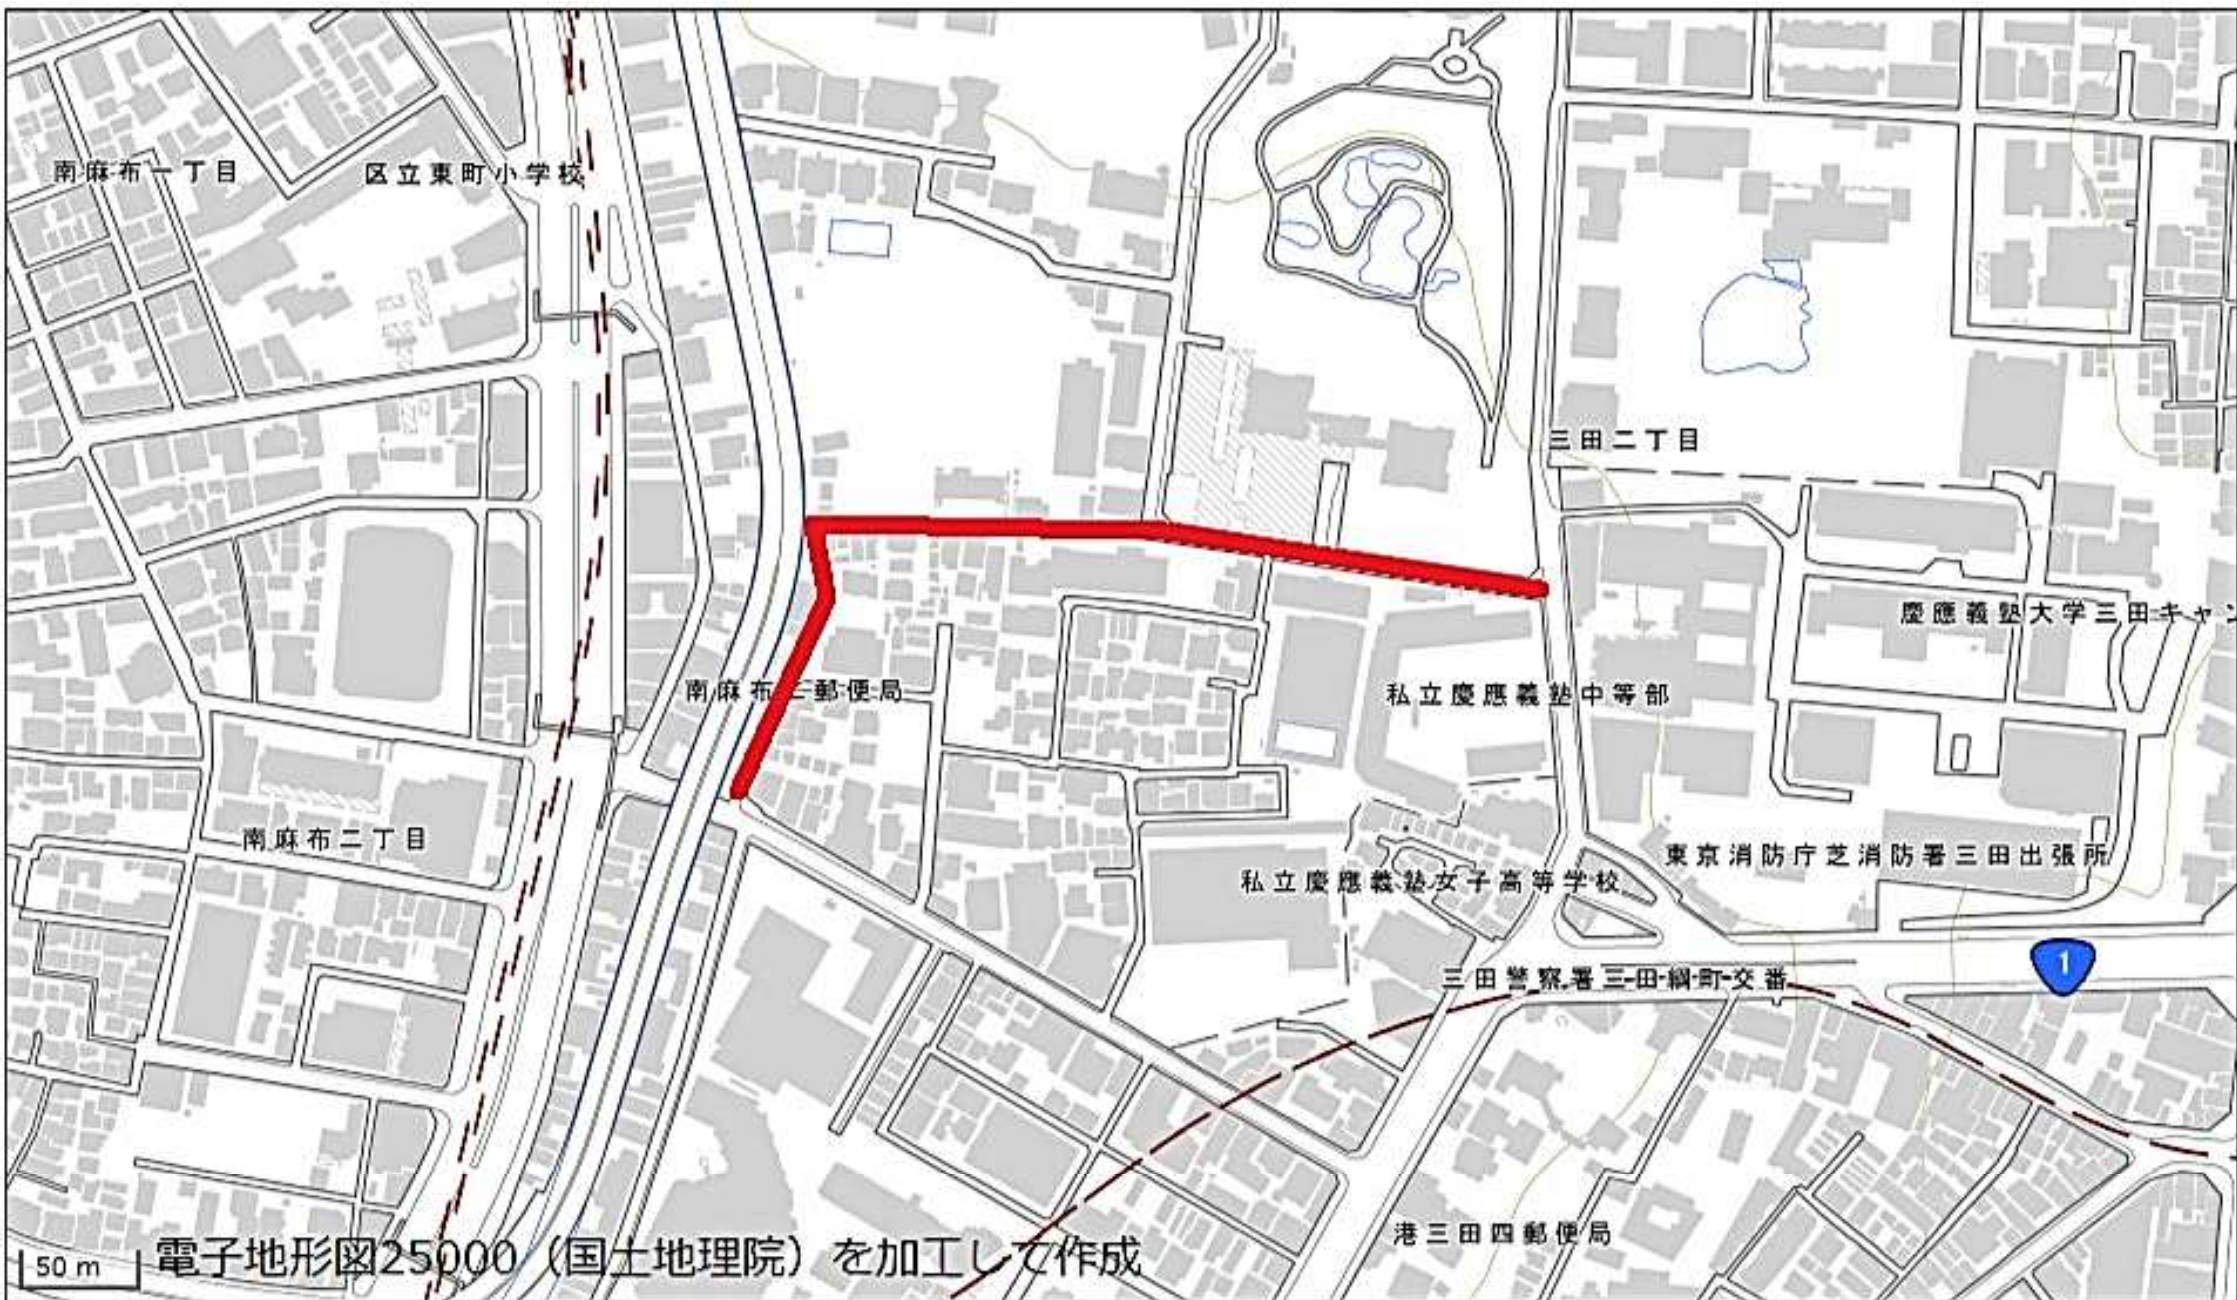 南麻布一丁目
区立東町小学校
三田二丁目
慶應義塾大学三田キャン
南麻布二郵便局
私立慶應義塾中等部
南麻布二丁目
東京消防庁芝消防署三田出張所
私立慶應義塾女子高等学校
1
三田警察署三田綱町交番
港三田四郵便局
50 m
電子地形図25000（国土地理院）を加工して作成